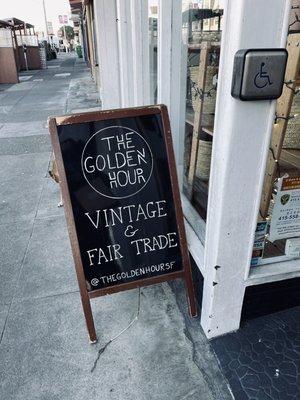 THE
GOLDEN
HOUR
VINTAGE
&
FAIR TRADE
@THEGOLDENHOURSF